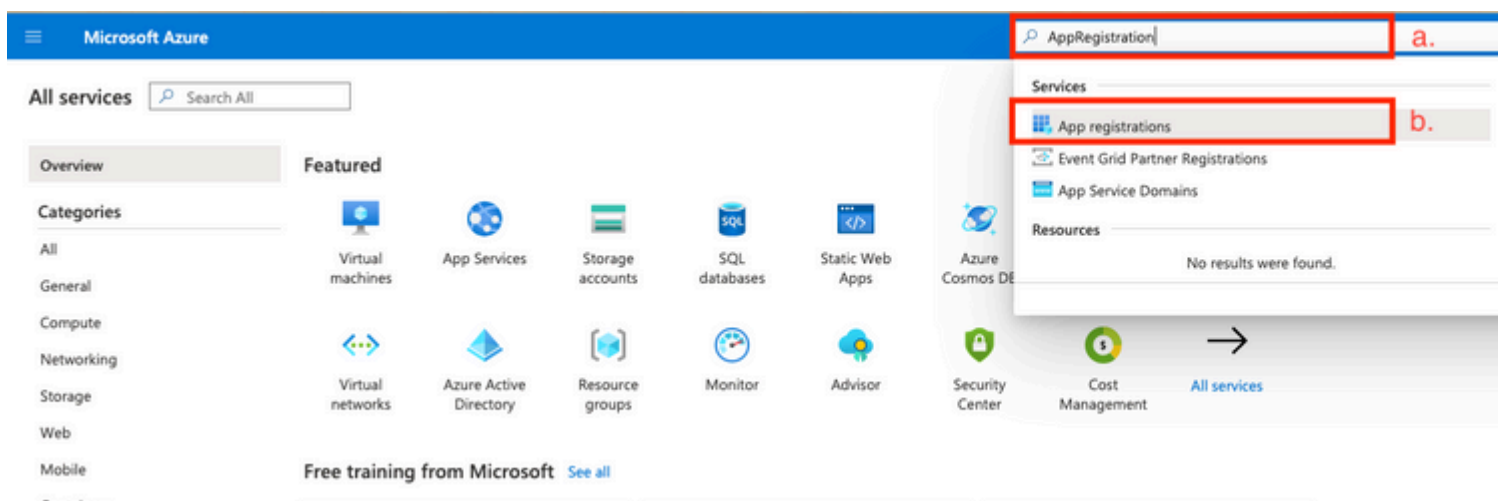 Microsoft Azure
AppRegistration
a.
All services
Search All
Services
App registrations
b.
Event Grid Partner Registrations
App Service Domains
Resources
No results were found.
Overview
Categories
All
General
Compute
Networking
Storage
Web
Mobile
Featured
Virtual
machines
App Services
Storage
accounts
SQL
SQL
databases
Static Web
Apps
Azure
Cosmos DB
Virtual
networks
Azure Active
Directory
Resource
groups
Monitor
Advisor
Security
Center
Cost
Management
All services
Free training from Microsoft See all